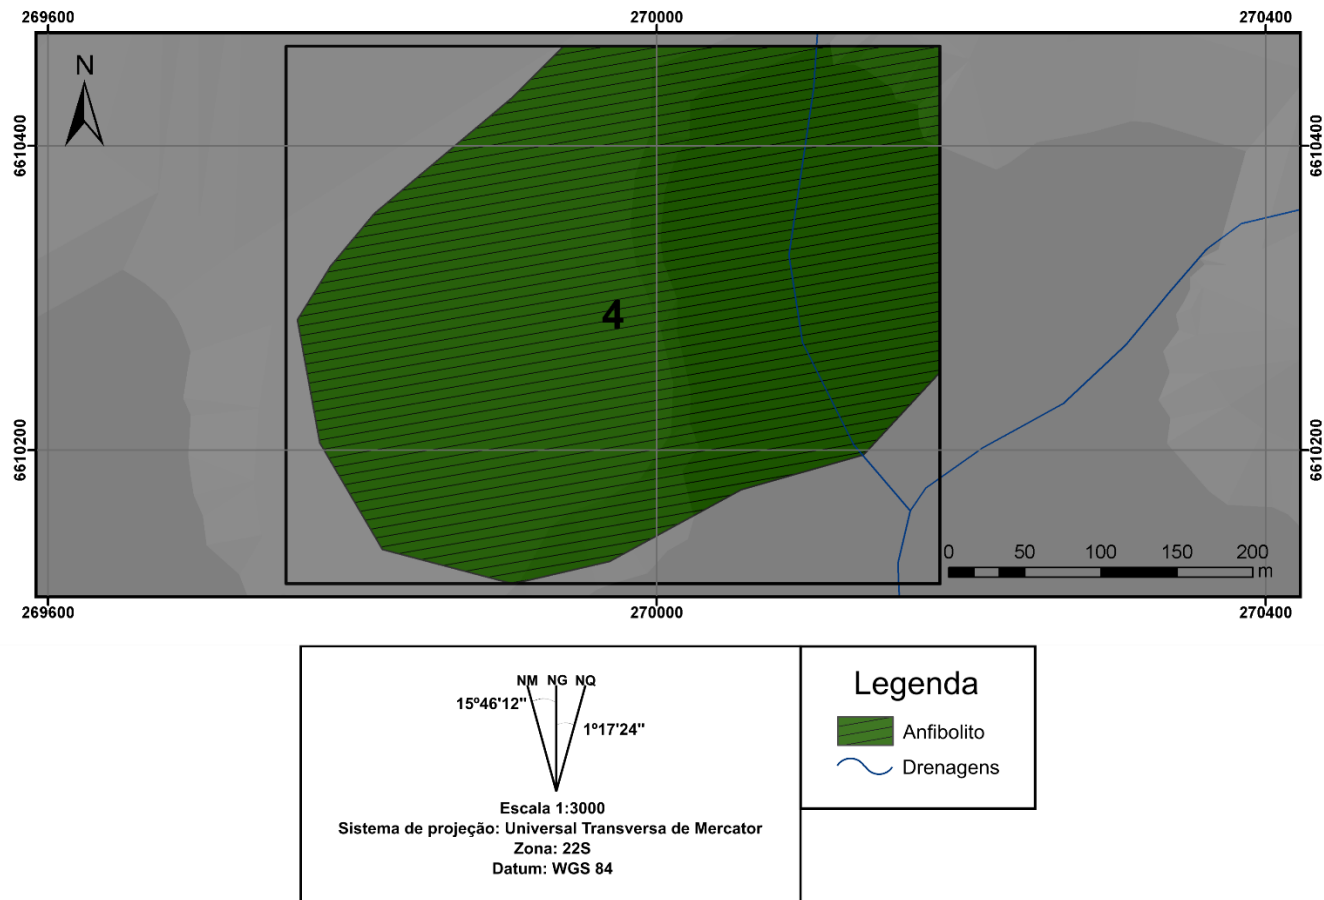 269600 270000 270400
N
6610400 6610400
4
6610200 6610200
0 50 100 150 200
m
269600 270000 270400
NM NG NQ
15º46'12"
1º17'24"
Escala 1:3000
Sistema de projeção: Universal Transversa de Mercator
Zona: 22S
Datum: WGS 84
Legenda
Anfibolito
Drenagens